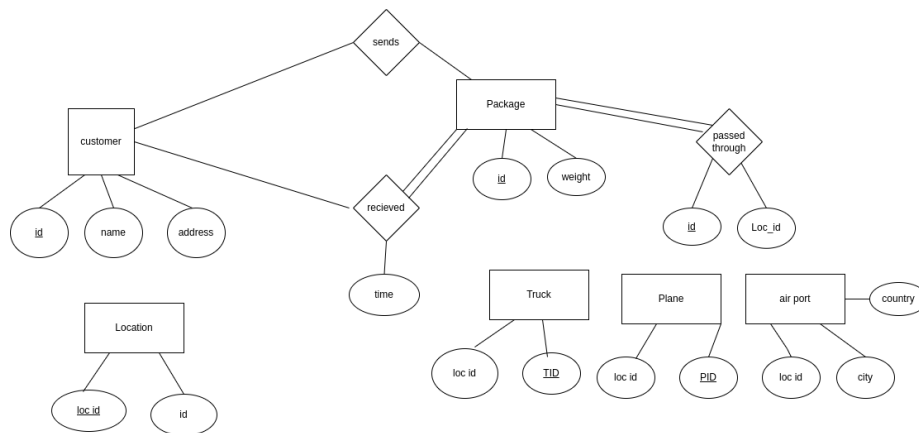 sends
Package
customer
passed
through
id
weight
recieved
id
name
address
id
Loc_id
time
Truck
Plane
air port
country
Location
loc id
TID
loc id
PID
loc id
city
loc id
id